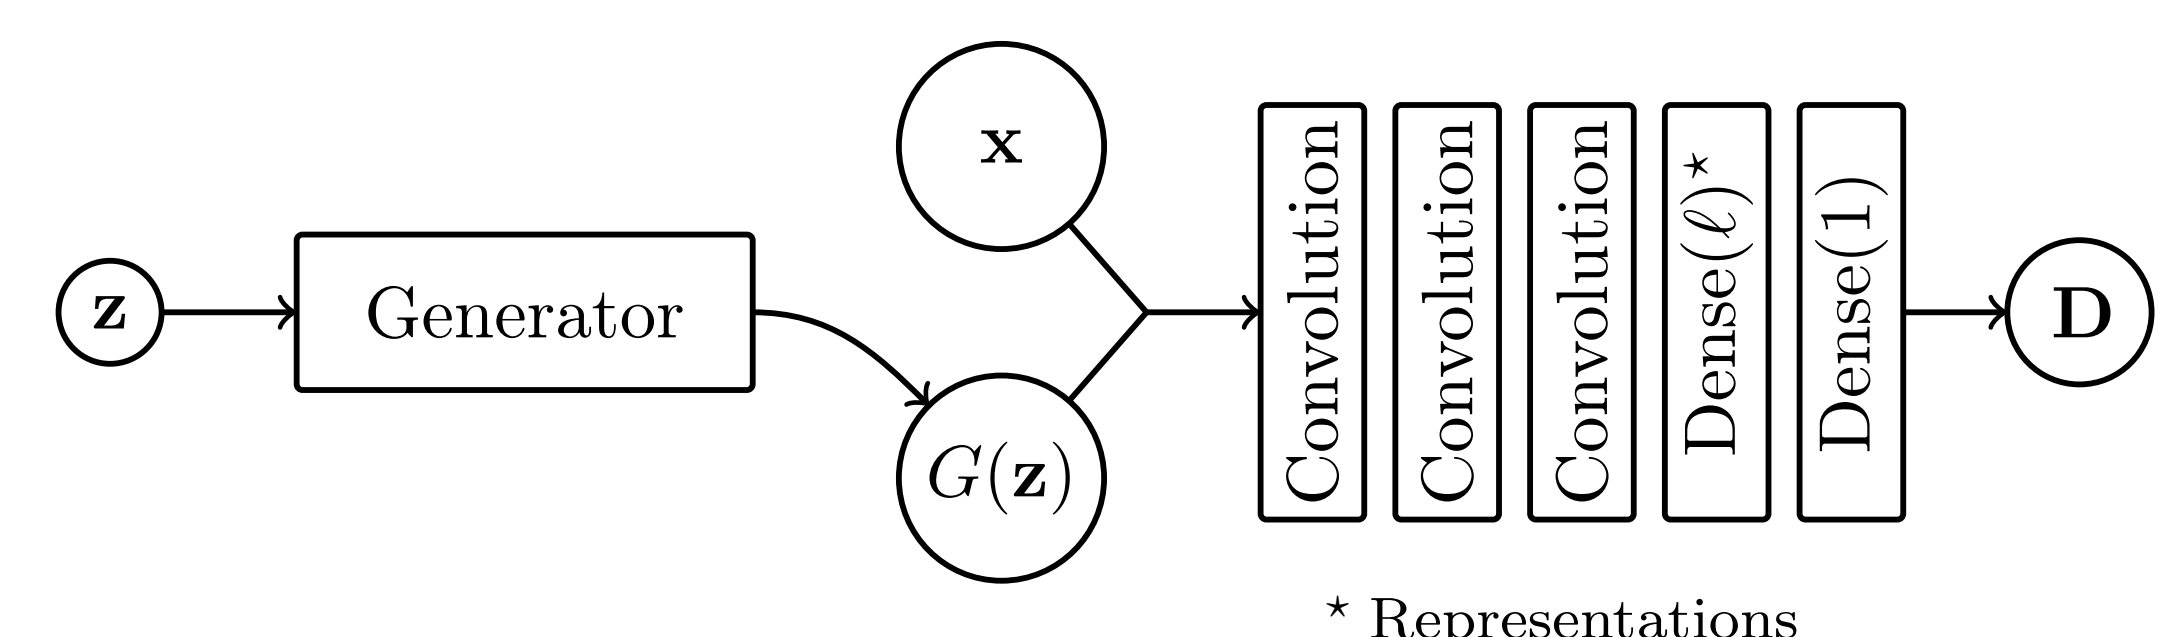 z
Generator
x
G(z)
Convolution
Convolution
Convolution
Dense(ℓ)⋆
Dense(1)
D
⋆ Representations